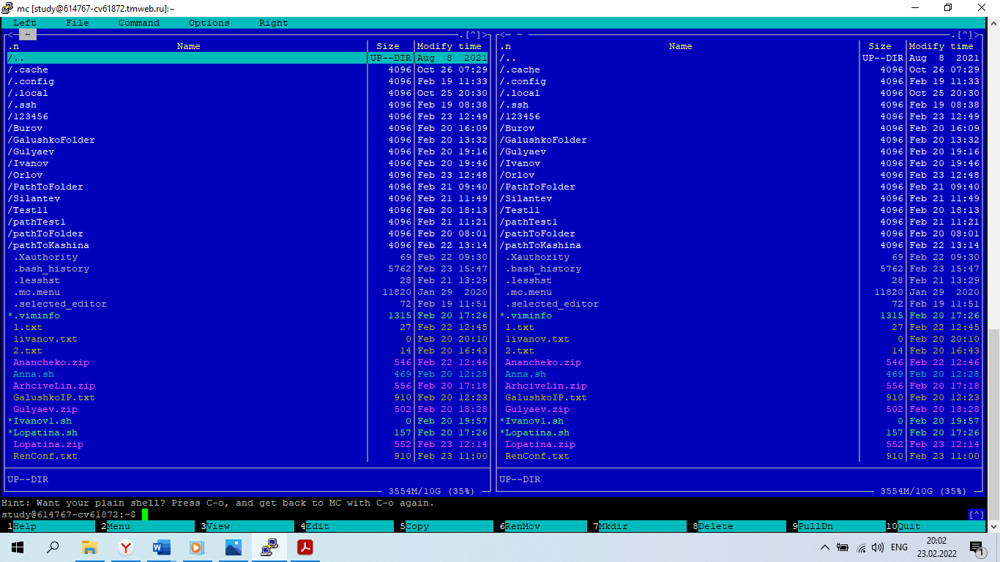 mc [study@614767-cv61872.tmweb.ru]:~
Left File Command Options Right
<─ ~ .[^]> <─ ~ .[^]>
.n Name Size Modify time .n Name Size Modify time
/.. UP--DIR Aug 8 2021 /.. UP--DIR Aug 8 2021
/.cache 4096 Oct 26 07:29 /.cache 4096 Oct 26 07:29
/.config 4096 Feb 19 11:33 /.config 4096 Feb 19 11:33
/.local 4096 Oct 25 20:30 /.local 4096 Oct 25 20:30
/.ssh 4096 Feb 19 08:38 /.ssh 4096 Feb 19 08:38
/123456 4096 Feb 23 12:49 /123456 4096 Feb 23 12:49
/Burov 4096 Feb 20 16:09 /Burov 4096 Feb 20 16:09
/GalushkoFolder 4096 Feb 20 13:32 /GalushkoFolder 4096 Feb 20 13:32
/Gulyaev 4096 Feb 20 19:16 /Gulyaev 4096 Feb 20 19:16
/Ivanov 4096 Feb 20 19:46 /Ivanov 4096 Feb 20 19:46
/Orlov 4096 Feb 23 12:48 /Orlov 4096 Feb 23 12:48
/PathToFolder 4096 Feb 21 09:40 /PathToFolder 4096 Feb 21 09:40
/Silantev 4096 Feb 21 11:49 /Silantev 4096 Feb 21 11:49
/Test11 4096 Feb 20 18:13 /Test11 4096 Feb 20 18:13
/pathTest1 4096 Feb 21 11:21 /pathTest1 4096 Feb 21 11:21
/pathToFolder 4096 Feb 20 08:01 /pathToFolder 4096 Feb 20 08:01
/pathToKashina 4096 Feb 22 13:14 /pathToKashina 4096 Feb 22 13:14
.Xauthority 69 Feb 22 09:30 .Xauthority 69 Feb 22 09:30
.bash_history 5762 Feb 23 15:47 .bash_history 5762 Feb 23 15:47
.lesshst 28 Feb 21 13:29 .lesshst 28 Feb 21 13:29
.mc.menu 11820 Jan 29 2020 .mc.menu 11820 Jan 29 2020
.selected_editor 72 Feb 19 11:51 .selected_editor 72 Feb 19 11:51
*.viminfo 1315 Feb 20 17:26 *.viminfo 1315 Feb 20 17:26
1.txt 27 Feb 22 12:45 1.txt 27 Feb 22 12:45
1ivanov.txt 0 Feb 20 20:10 1ivanov.txt 0 Feb 20 20:10
2.txt 14 Feb 20 16:43 2.txt 14 Feb 20 16:43
Anancheko.zip 546 Feb 22 12:46 Anancheko.zip 546 Feb 22 12:46
Anna.sh 469 Feb 20 12:28 Anna.sh 469 Feb 20 12:28
ArhciveLin.zip 556 Feb 20 17:18 ArhciveLin.zip 556 Feb 20 17:18
GalushkoIP.txt 910 Feb 20 12:23 GalushkoIP.txt 910 Feb 20 12:23
Gulyaev.zip 502 Feb 20 18:28 Gulyaev.zip 502 Feb 20 18:28
*Ivanov1.sh 0 Feb 20 19:57 *Ivanov1.sh 0 Feb 20 19:57
*Lopatina.sh 157 Feb 20 17:26 *Lopatina.sh 157 Feb 20 17:26
Lopatina.zip 552 Feb 23 12:14 Lopatina.zip 552 Feb 23 12:14
RenConf.txt 910 Feb 23 11:00 RenConf.txt 910 Feb 23 11:00
UP--DIR UP--DIR
3554M/10G (35%) 3554M/10G (35%)
Hint: Want your plain shell? Press C-o, and get back to MC with C-o again.
study@614767-cv61872:~$ [^]
1Help 2Menu 3View 4Edit 5Copy 6RenMov 7Mkdir 8Delete 9PullDn 10Quit
ENG 20:02
23.02.2022 1